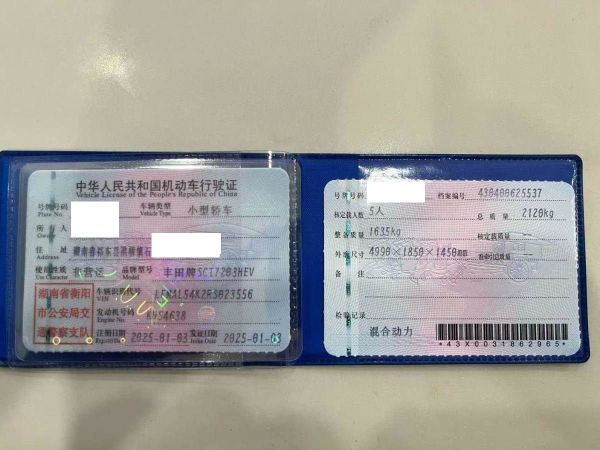 中华人民共和国机动车行驶证
Vehicle License of the People's Republic of China
号牌号码
Plate No.
车辆类型
Vehicle Type
小型轿车
所有人
Owner
住址
Address
使用性质
Use Character
非营运
品牌型号
Model
丰田牌SCT7203HEV
湖南省衡阳
市公安局交
通警察支队
车辆识别代号
VIN
发动机号码
Engine No.
注册日期
Register Date
2025-01-03
发证日期
Issue Date
2025-01-03
号牌号码
档案编号
430400625537
核定载人数
5人
总质量
2120kg
整备质量
1635kg
核定载质量
外廓尺寸
4990×1850×1450mm
准牵引总质量
备注
检验记录
混合动力
*43X0031862965*